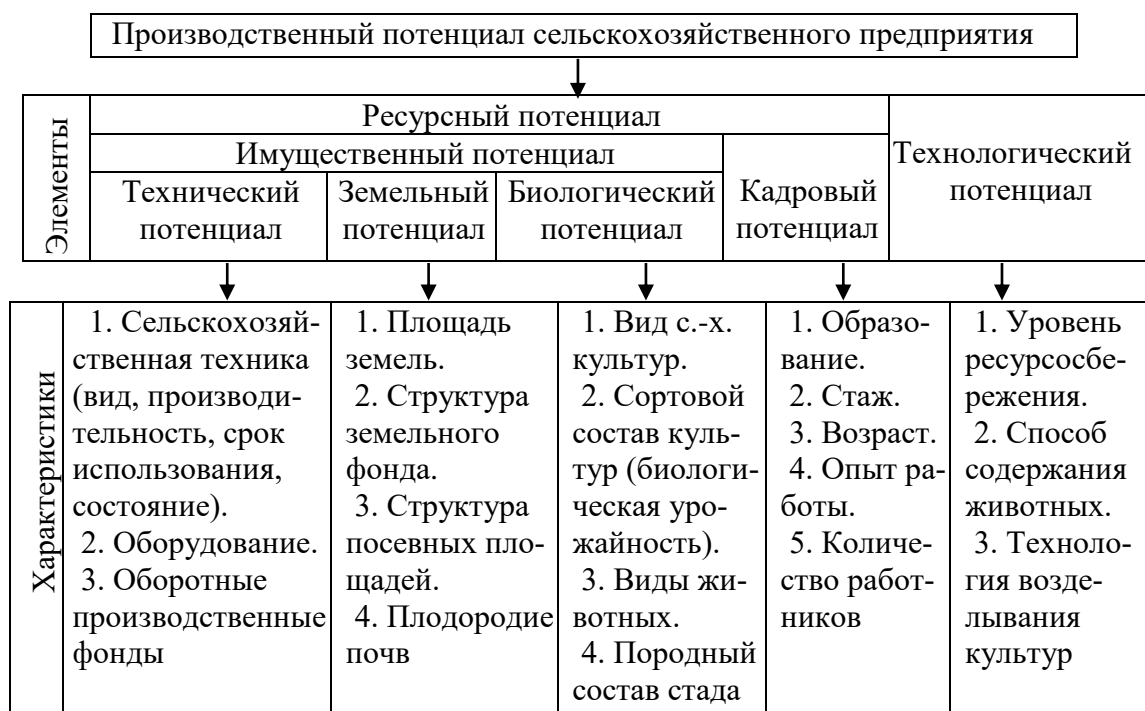 Производственный потенциал сельскохозяйственного предприятия
Элементы
Ресурсный потенциал
Имущественный потенциал
Технический
потенциал
Земельный
потенциал
Биологический
потенциал
Кадровый
потенциал
Технологический
потенциал
Характеристики
1. Сельскохозяй-
ственная техника
(вид, производи-
тельность, срок
использования,
состояние).
2. Оборудование.
3. Оборотные
производственные
фонды
1. Площадь
земель.
2. Структура
земельного
фонда.
3. Структура
посевных пло-
щадей.
4. Плодородие
почв
1. Вид с.-х.
культур.
2. Сортовой
состав куль-
тур (биологи-
ческая уро-
жайность).
3. Виды жи-
вотных.
4. Породный
состав стада
1. Образо-
вание.
2. Стаж.
3. Возраст.
4. Опыт ра-
боты.
5. Количе-
ство работ-
ников
1. Уровень
ресурсосбе-
режения.
2. Способ
содержания
животных.
3. Техноло-
гия возде-
лывания
культур